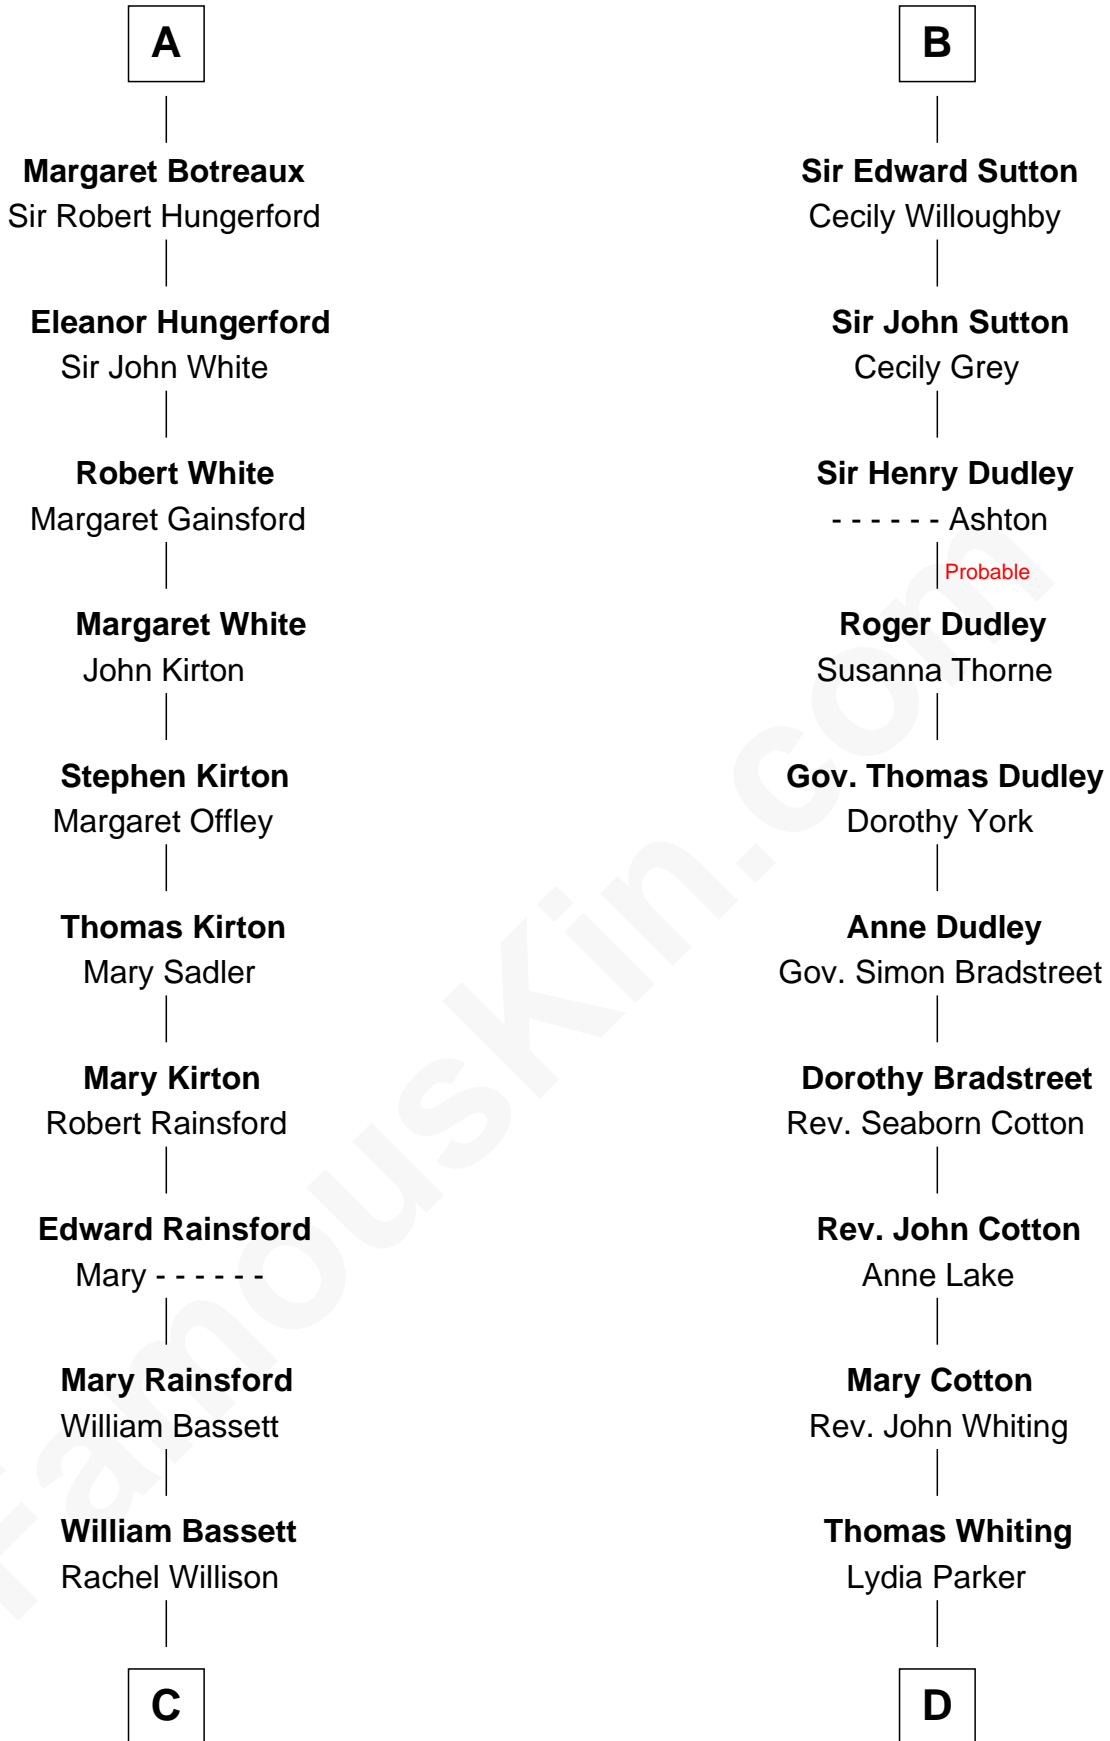 A
Margaret Botreaux
Sir Robert Hungerford
Eleanor Hungerford
Sir John White
Robert White
Margaret Gainsford
Margaret White
John Kirton
Stephen Kirton
Margaret Offley
Thomas Kirton
Mary Sadler
Mary Kirton
Robert Rainsford
Edward Rainsford
Mary - - - - - -
Mary Rainsford
William Bassett
William Bassett
Rachel Willison
C
B
Sir Edward Sutton
Cecily Willoughby
Sir John Sutton
Cecily Grey
Sir Henry Dudley
- - - - - - Ashton
Probable
Roger Dudley
Susanna Thorne
Gov. Thomas Dudley
Dorothy York
Anne Dudley
Gov. Simon Bradstreet
Dorothy Bradstreet
Rev. Seaborn Cotton
Rev. John Cotton
Anne Lake
Mary Cotton
Rev. John Whiting
Thomas Whiting
Lydia Parker
D
FamousKin.com